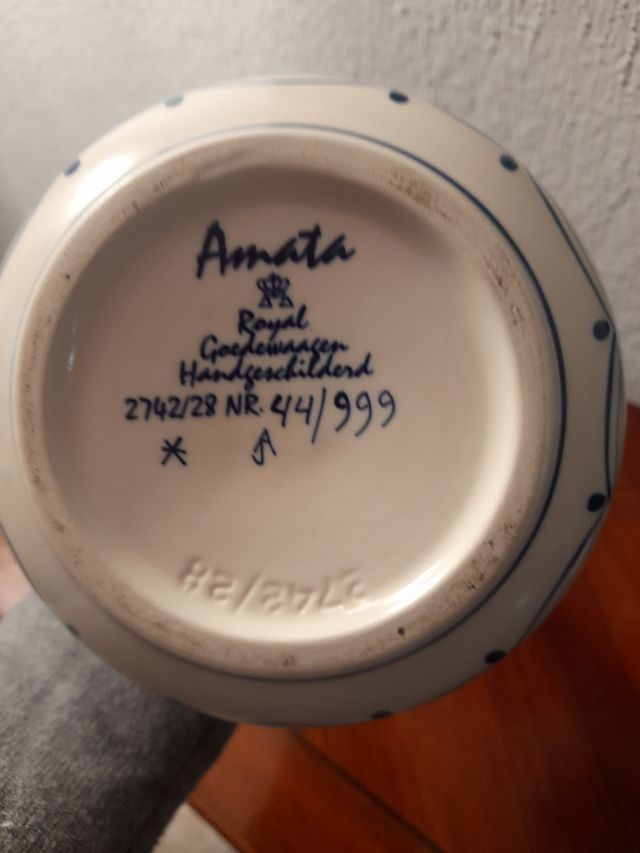 Amata
Royal
Goedewaagen
Handgeschilderd
2742/28 NR. 44/999
2742/28